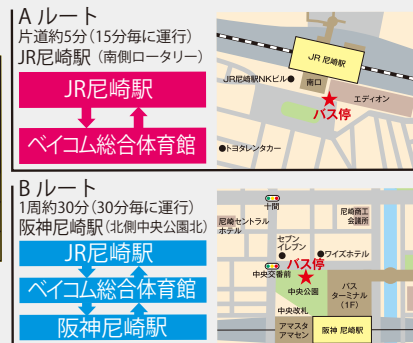 Aルート
片道約5分(15分毎に運行)
JR尼崎駅(南側ロータリー)
JR尼崎駅
ベイコム総合体育館
JR 尼崎駅
JR尼崎駅NKビル
南口
エディオン
バス停
トヨタレンタカー
Bルート
1周約30分(30分毎に運行)
阪神尼崎駅(北側中央公園北)
JR尼崎駅
ベイコム総合体育館
阪神尼崎駅
十間
尼崎セントラル
ホテル
尼崎商工
会議所
セブン
イレブン
ワイズホテル
バス停
中央交番前
中央公園
バス
ターミナル
(1F)
中央改札
アマスタ
アマセン
阪神 尼崎駅